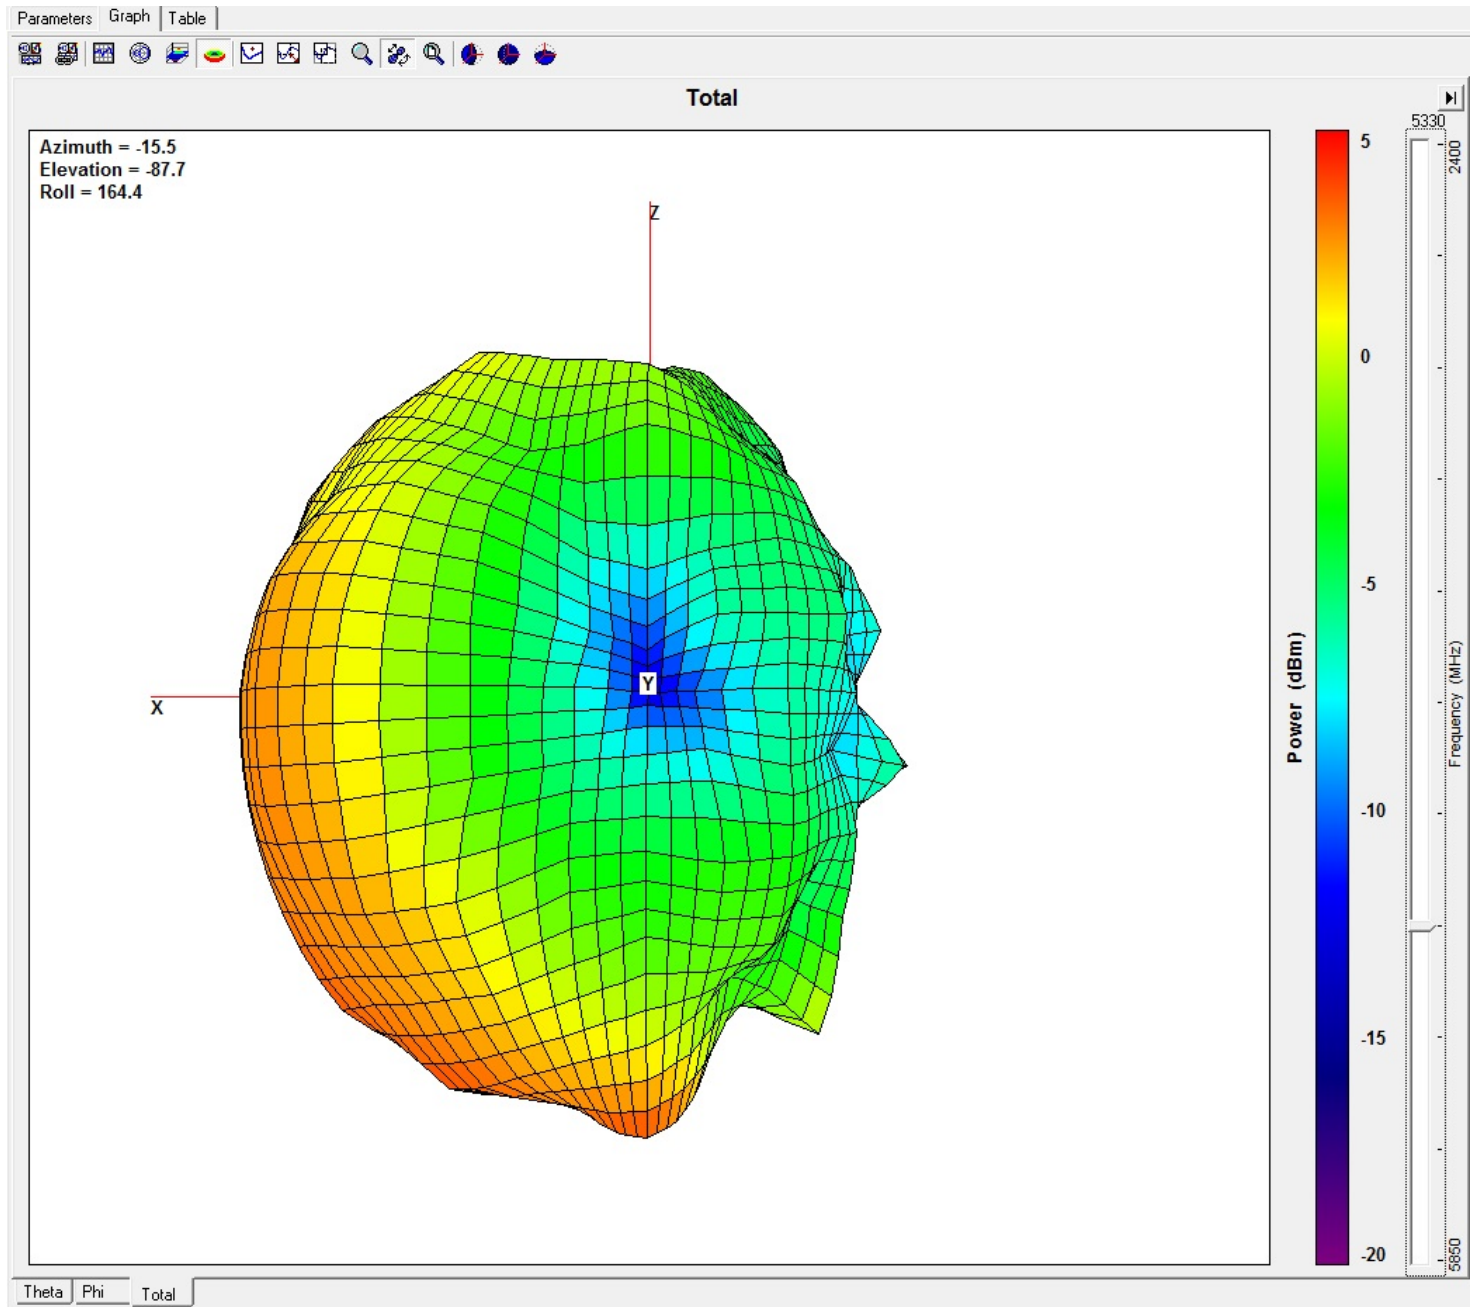 Parameters Graph Table
Total
Azimuth = -15.5
Elevation = -87.7
Roll = 164.4
Z
X
Y
5
0
-5
-10
-15
-20
Power (dBm)
5330
2400
Frequency (MHz)
5850
Theta Phi Total